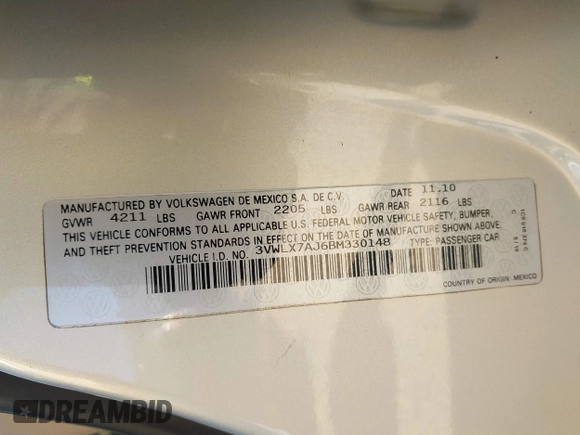 MANUFACTURED BY VOLKSWAGEN DE MEXICO S.A. DE C.V. DATE 11.10
GVWR 4211 LBS GAWR FRONT 2205 LBS GAWR REAR 2116 LBS
THIS VEHICLE CONFORMS TO ALL APPLICABLE U.S. FEDERAL MOTOR VEHICLE SAFETY, BUMPER,
AND THEFT PREVENTION STANDARDS IN EFFECT ON THE DATE OF MANUFACTURE SHOWN ABOVE.
VEHICLE I.D. NO. 3VWLX7AJ6BM330148 TYPE: PASSENGER CAR
COUNTRY OF ORIGIN: MEXICO
DREAMBID